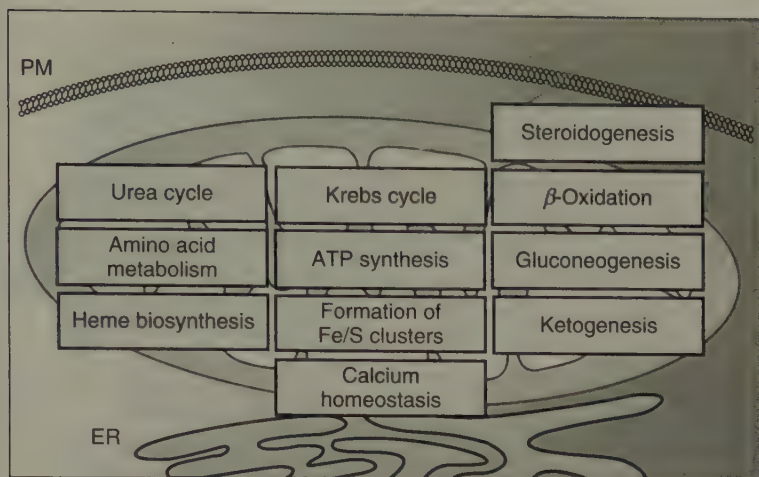 PM
Steroidogenesis
Urea cycle
Krebs cycle
β-Oxidation
Amino acid
metabolism
ATP synthesis
Gluconeogenesis
Heme biosynthesis
Formation of
Fe/S clusters
Ketogenesis
Calcium
homeostasis
ER